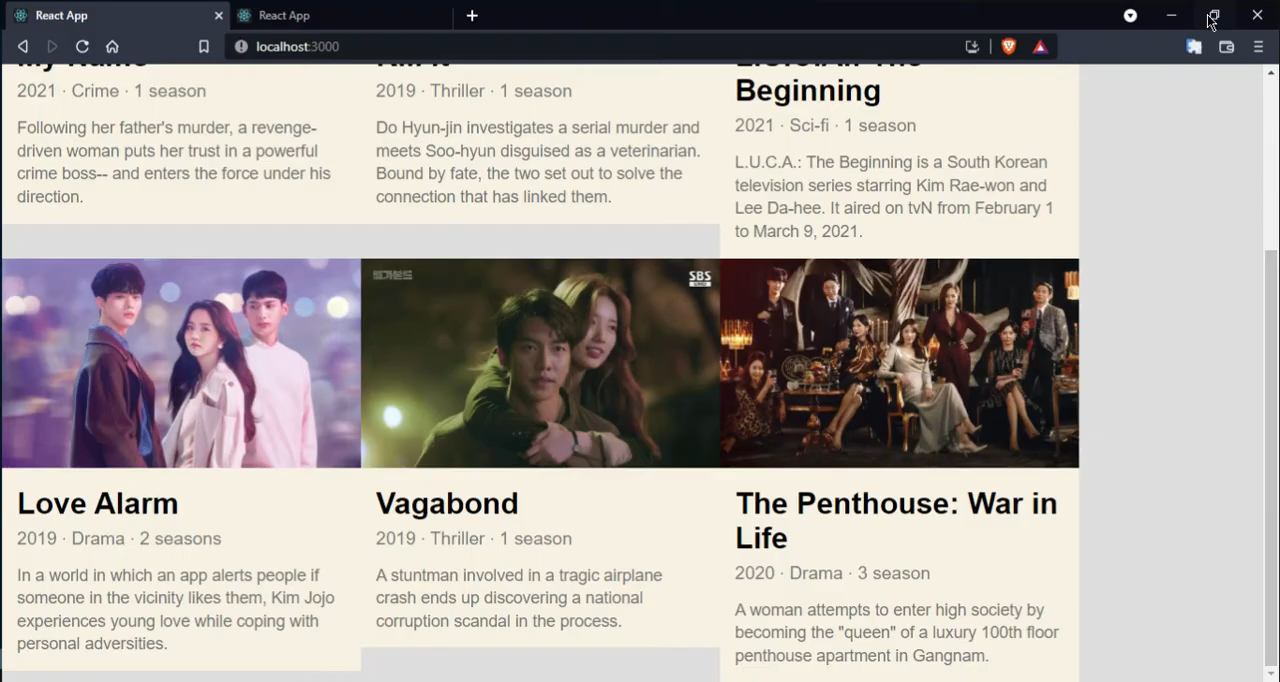 React App
React App
localhost:3000
My Name
Kill It
L.U.C.A.: The
Beginning
2021 · Crime · 1 season
2019 · Thriller · 1 season
2021 · Sci-fi · 1 season
Following her father's murder, a revenge-
driven woman puts her trust in a powerful
crime boss-- and enters the force under his
direction.
Do Hyun-jin investigates a serial murder and
meets Soo-hyun disguised as a veterinarian.
Bound by fate, the two set out to solve the
connection that has linked them.
L.U.C.A.: The Beginning is a South Korean
television series starring Kim Rae-won and
Lee Da-hee. It aired on tvN from February 1
to March 9, 2021.
배가본드
SBS
Love Alarm
2019 · Drama · 2 seasons
In a world in which an app alerts people if
someone in the vicinity likes them, Kim Jojo
experiences young love while coping with
personal adversities.
Vagabond
2019 · Thriller · 1 season
A stuntman involved in a tragic airplane
crash ends up discovering a national
corruption scandal in the process.
The Penthouse: War in
Life
2020 · Drama · 3 season
A woman attempts to enter high society by
becoming the "queen" of a luxury 100th floor
penthouse apartment in Gangnam.